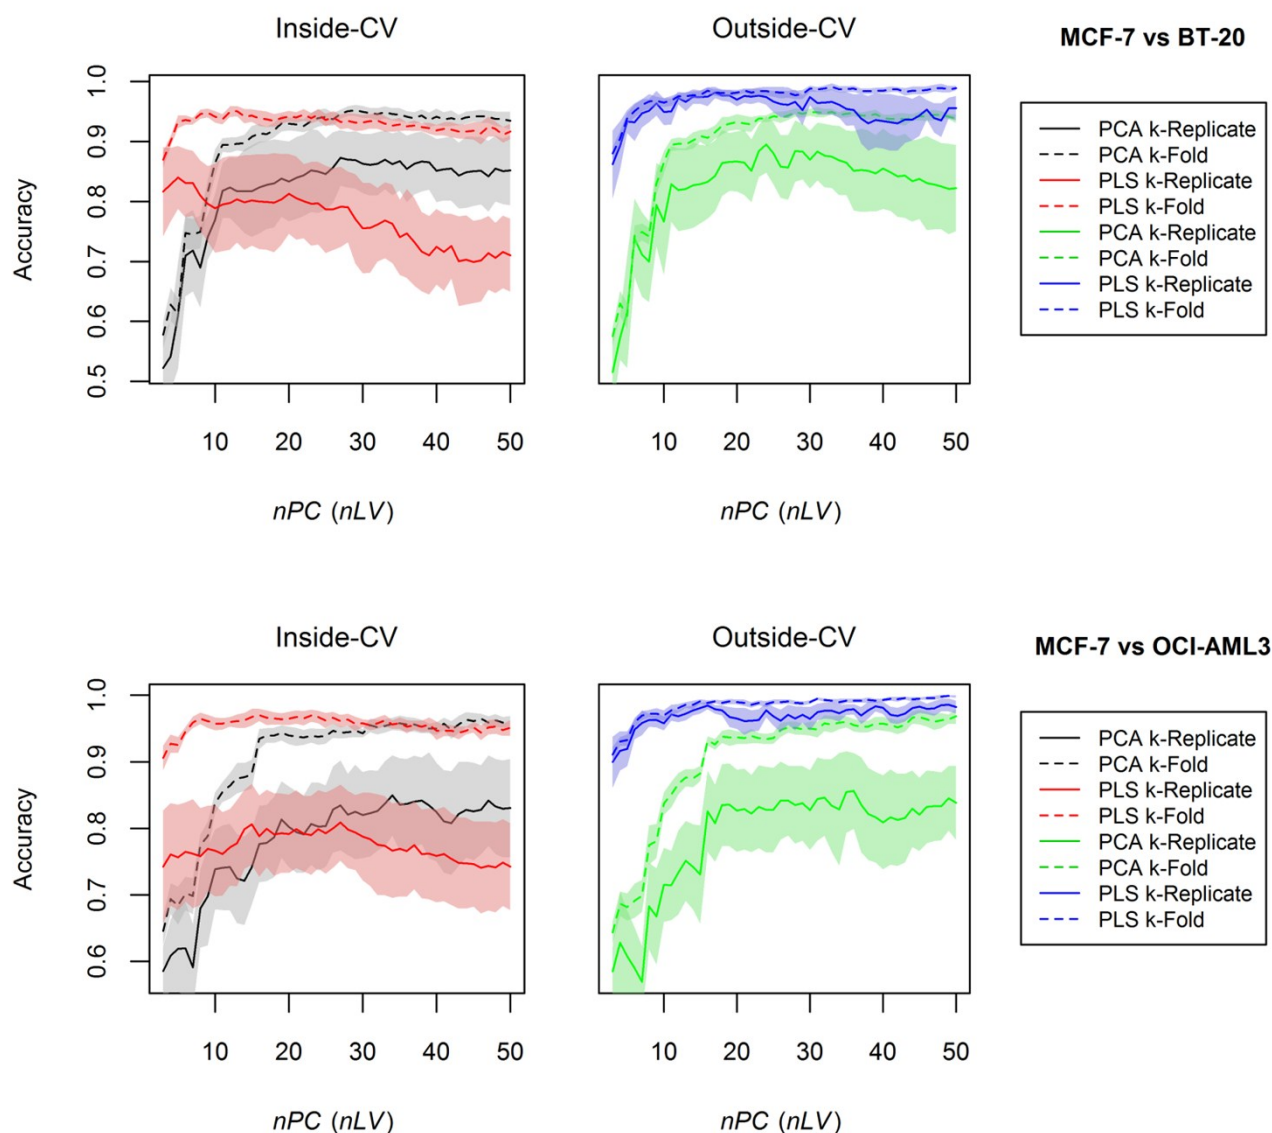 Inside-CV
Outside-CV
MCF-7 vs BT-20
Accuracy
1.0
0.9
0.8
0.7
0.6
0.5
10 20 30 40 50
10 20 30 40 50
nPC (nLV)
nPC (nLV)
PCA k-Replicate
PCA k-Fold
PLS k-Replicate
PLS k-Fold
PCA k-Replicate
PCA k-Fold
PLS k-Replicate
PLS k-Fold
Inside-CV
Outside-CV
MCF-7 vs OCI-AML3
Accuracy
1.0
0.9
0.8
0.7
0.6
10 20 30 40 50
10 20 30 40 50
nPC (nLV)
nPC (nLV)
PCA k-Replicate
PCA k-Fold
PLS k-Replicate
PLS k-Fold
PCA k-Replicate
PCA k-Fold
PLS k-Replicate
PLS k-Fold